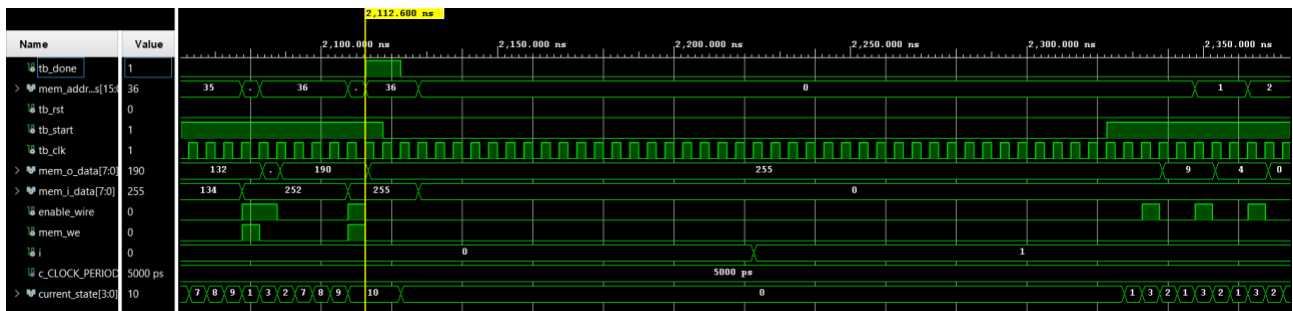 2,112.600 ns
Name Value
2,100.000 ns 2,150.000 ns 2,200.000 ns 2,250.000 ns 2,300.000 ns 2,350.000 ns
tb_done 1
mem_addr...s[15:0 36 35 . 36 . 36 0 1 2
tb_rst 0
tb_start 1
tb_clk 1
mem_o_data[7:0] 190 132 . 190 255 9 4 0
mem_i_data[7:0] 255 134 252 255 0
enable_wire 0
mem_we 0
i 0 0 1
c_CLOCK_PERIOD 5000 ps 5000 ps
current_state[3:0] 10 7 8 9 1 3 2 7 8 9 10 0 1 3 2 1 3 2 1 3 2